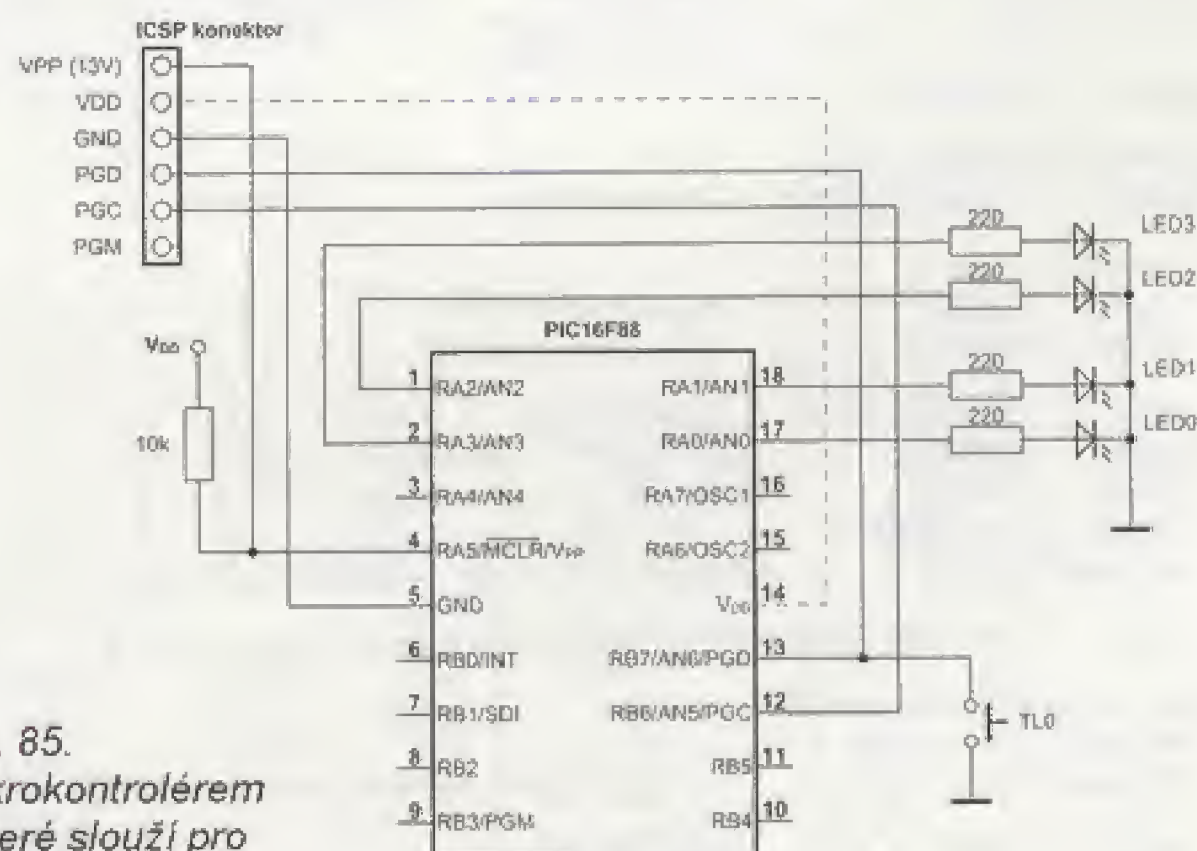 ICSP konektor
VPP (13V)
VDD
GND
PGD
PGC
PGM
220
LED3
220
LED2
PIC16F88
VDD
10k
1 RA2/AN2
RA1/AN1 18
220
LED1
2 RA3/AN3
RA0/AN0 17
220
LED0
3 RA4/AN4
RA7/OSC1 16
4 RA5/MCLR/VPP
RA6/OSC2 15
5 GND
VDD 14
6 RB0/INT
RB7/AN6/PGD 13
7 RB1/SDI
RB6/AN5/PGC 12
TL0
8 RB2
RB5 11
9 RB3/PGM
RB4 10
85.
krokontrolérem
eré slouží pro